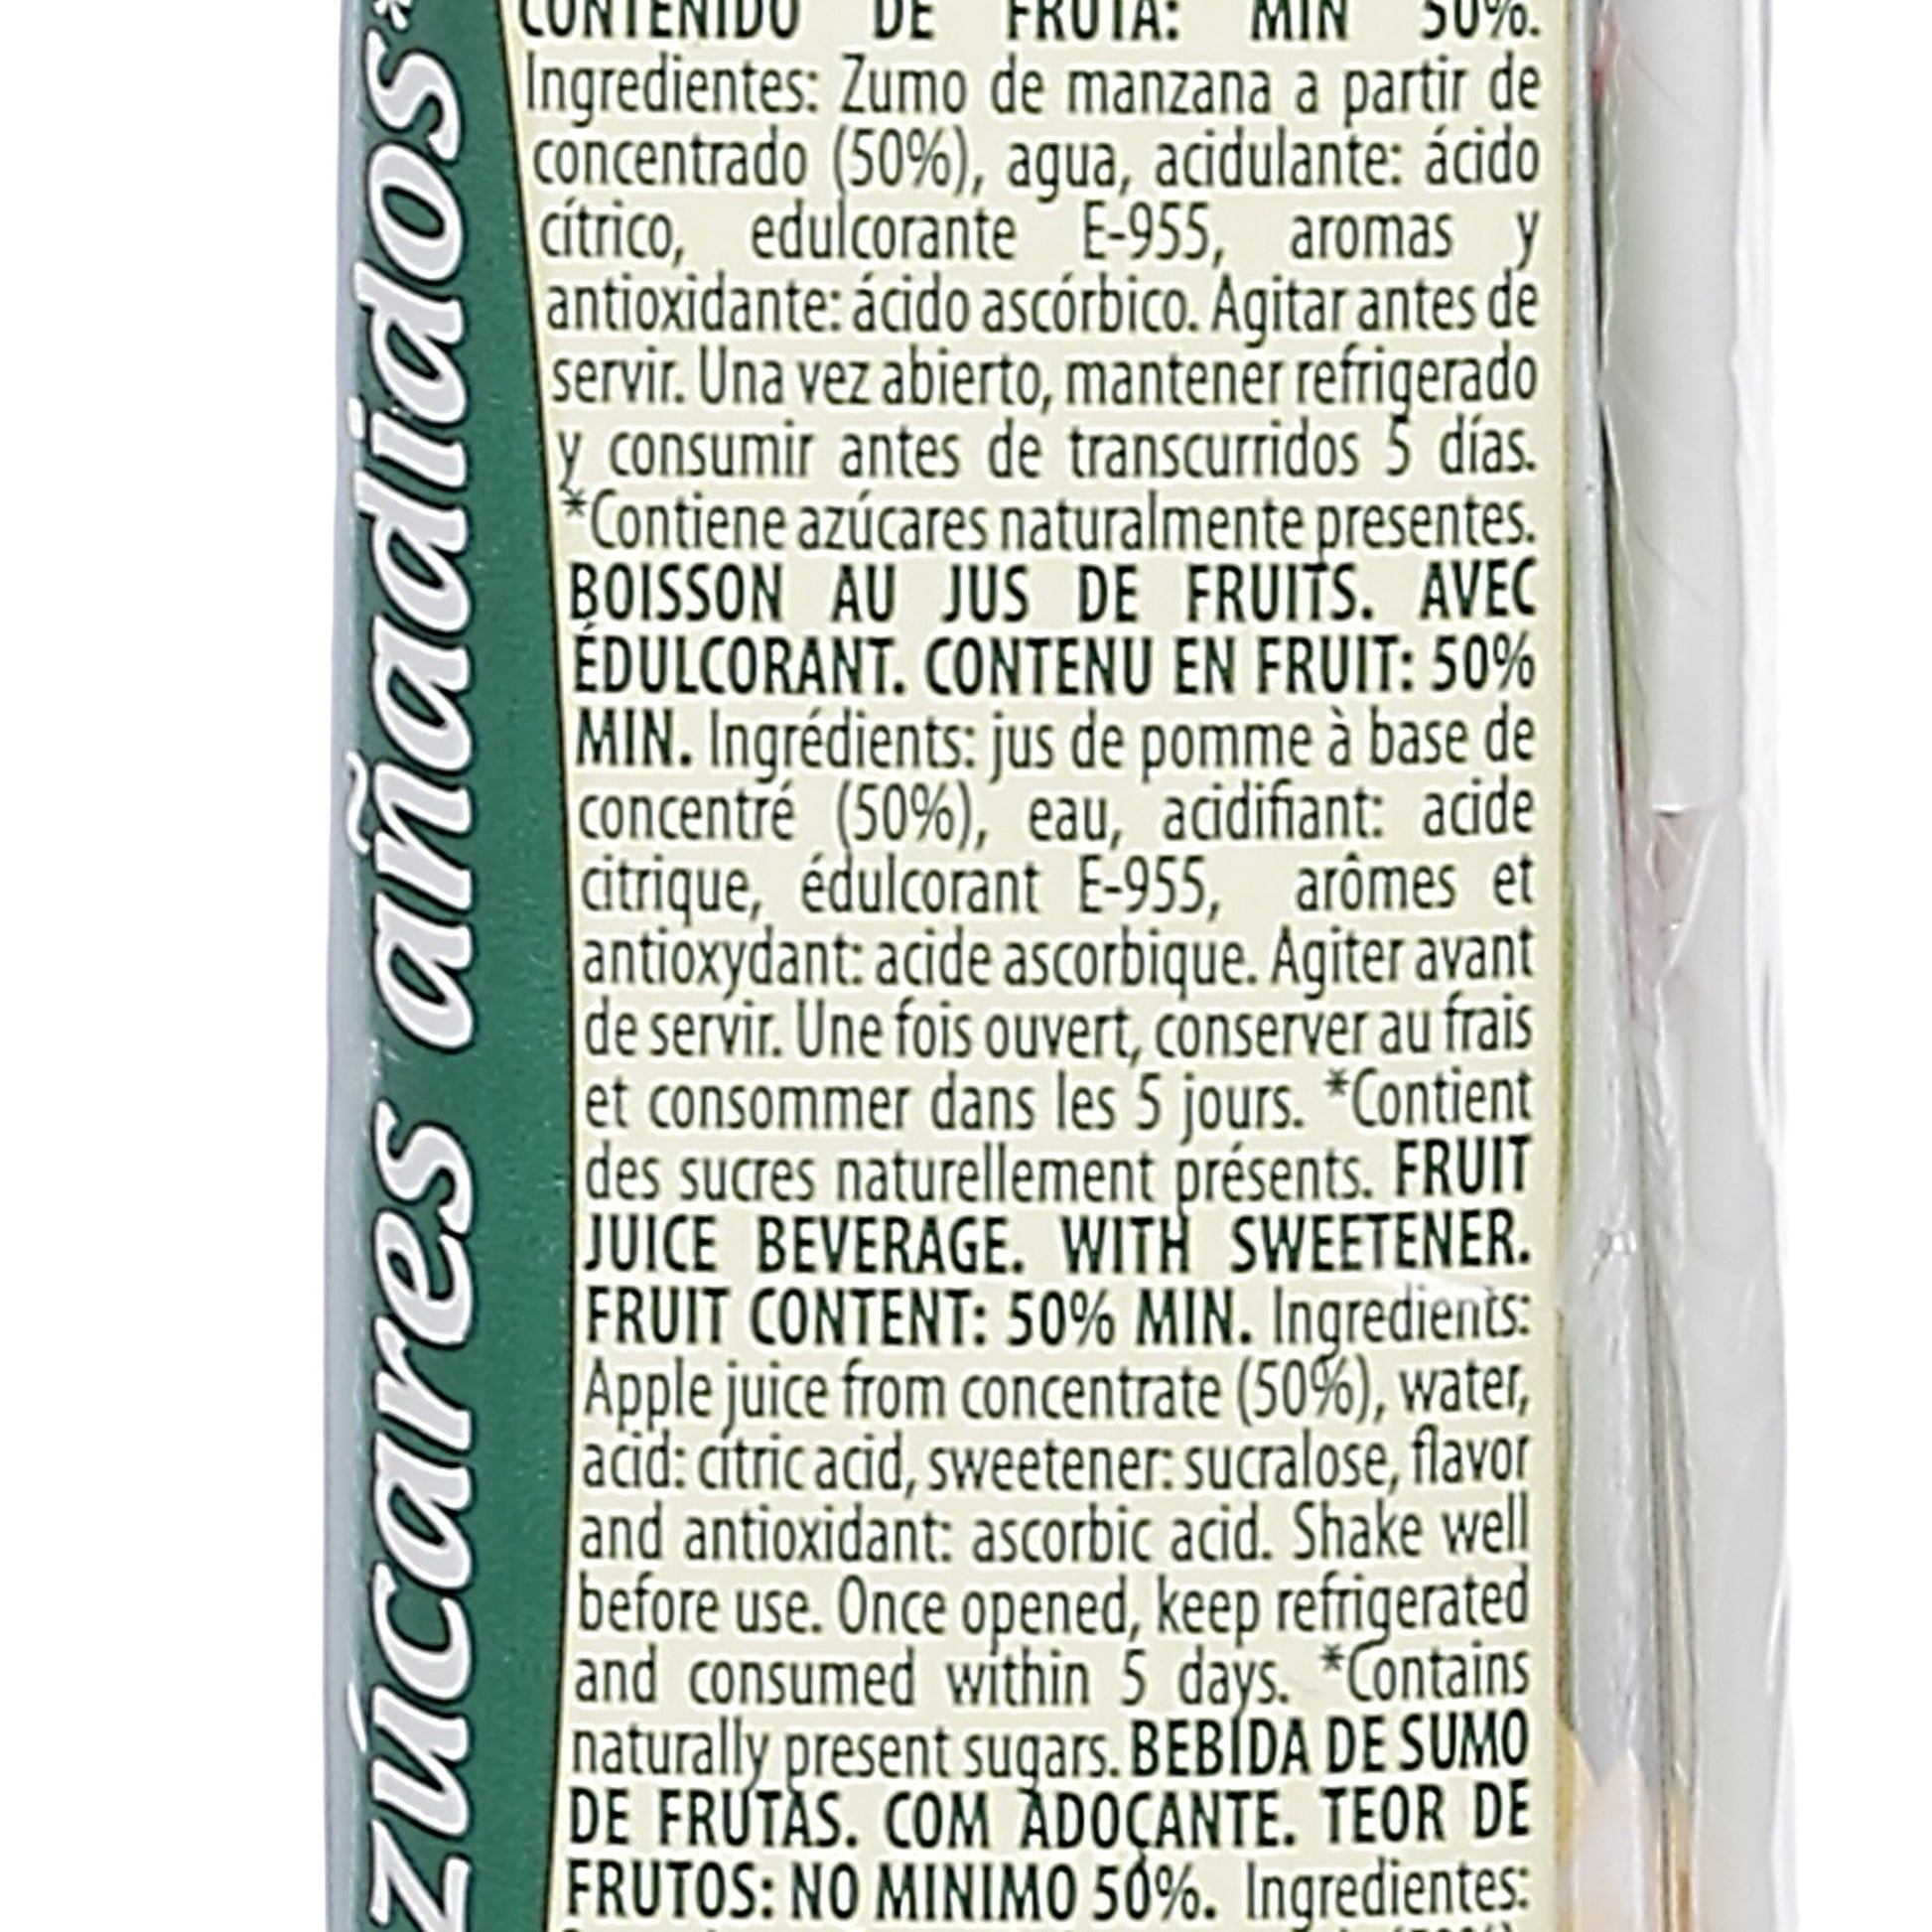 zúcares añadidos*
CONTENIDO DE FRUTA: MIN 50%.
Ingredientes: Zumo de manzana a partir de
concentrado (50%), agua, acidulante: ácido
cítrico, edulcorante E-955, aromas y
antioxidante: ácido ascórbico. Agitar antes de
servir. Una vez abierto, mantener refrigerado
y consumir antes de transcurridos 5 días.
*Contiene azúcares naturalmente presentes.
BOISSON AU JUS DE FRUITS. AVEC
ÉDULCORANT. CONTENU EN FRUIT: 50%
MIN. Ingrédients: jus de pomme à base de
concentré (50%), eau, acidifiant: acide
citrique, édulcorant E-955, arômes et
antioxydant: acide ascorbique. Agiter avant
de servir. Une fois ouvert, conserver au frais
et consommer dans les 5 jours. *Contient
des sucres naturellement présents. FRUIT
JUICE BEVERAGE. WITH SWEETENER.
FRUIT CONTENT: 50% MIN. Ingredients:
Apple juice from concentrate (50%), water,
acid: citric acid, sweetener: sucralose, flavor
and antioxidant: ascorbic acid. Shake well
before use. Once opened, keep refrigerated
and consumed within 5 days. *Contains
naturally present sugars. BEBIDA DE SUMO
DE FRUTAS. COM ADOÇANTE. TEOR DE
FRUTOS: NO MINIMO 50%. Ingredientes: